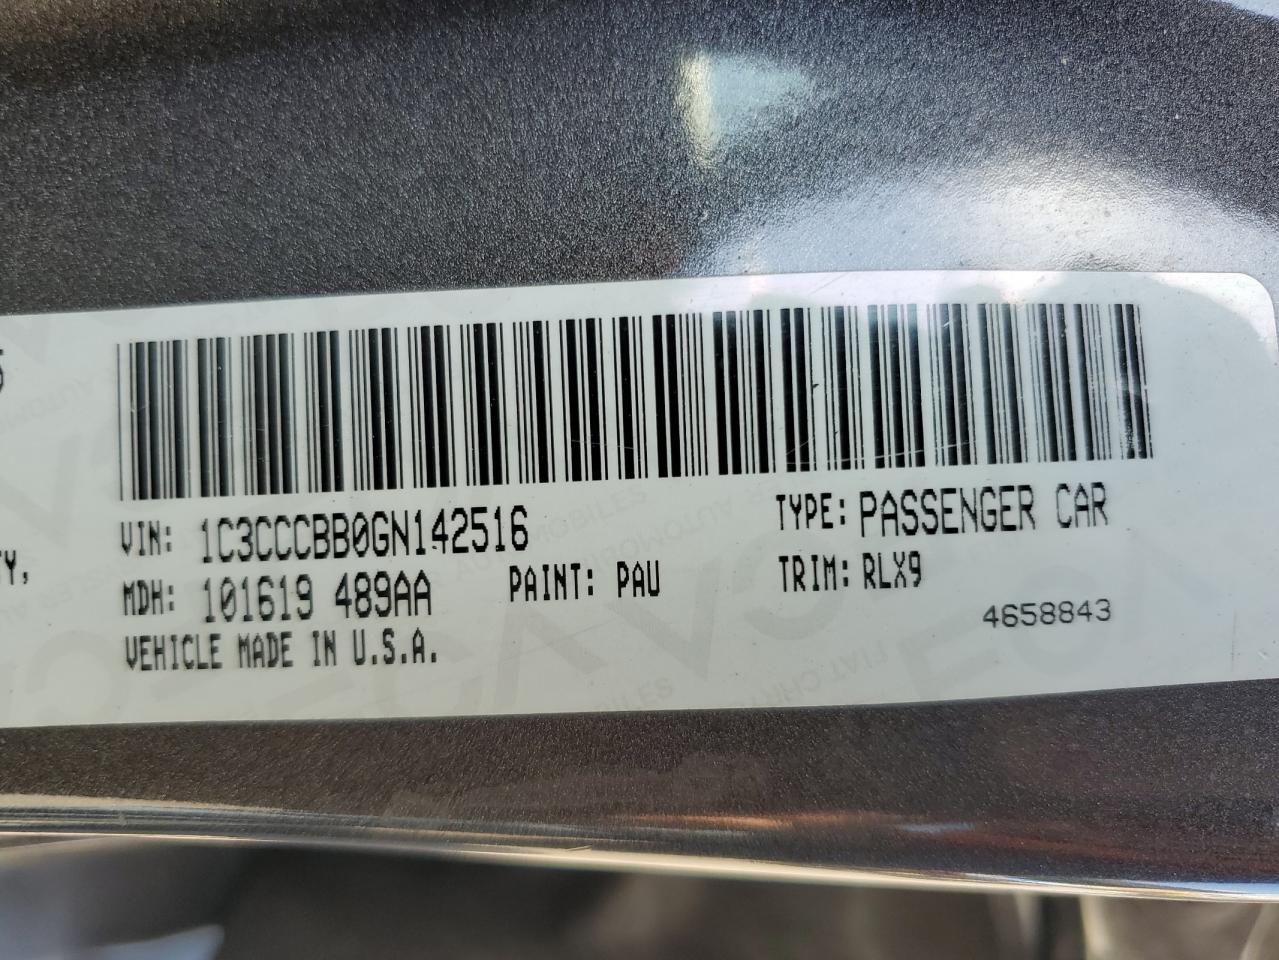 VIN: 1C3CCCBB0GN142516 TYPE: PASSENGER CAR
MDH: 101619 489AA PAINT: PAU TRIM: RLX9
4658843
VEHICLE MADE IN U.S.A.